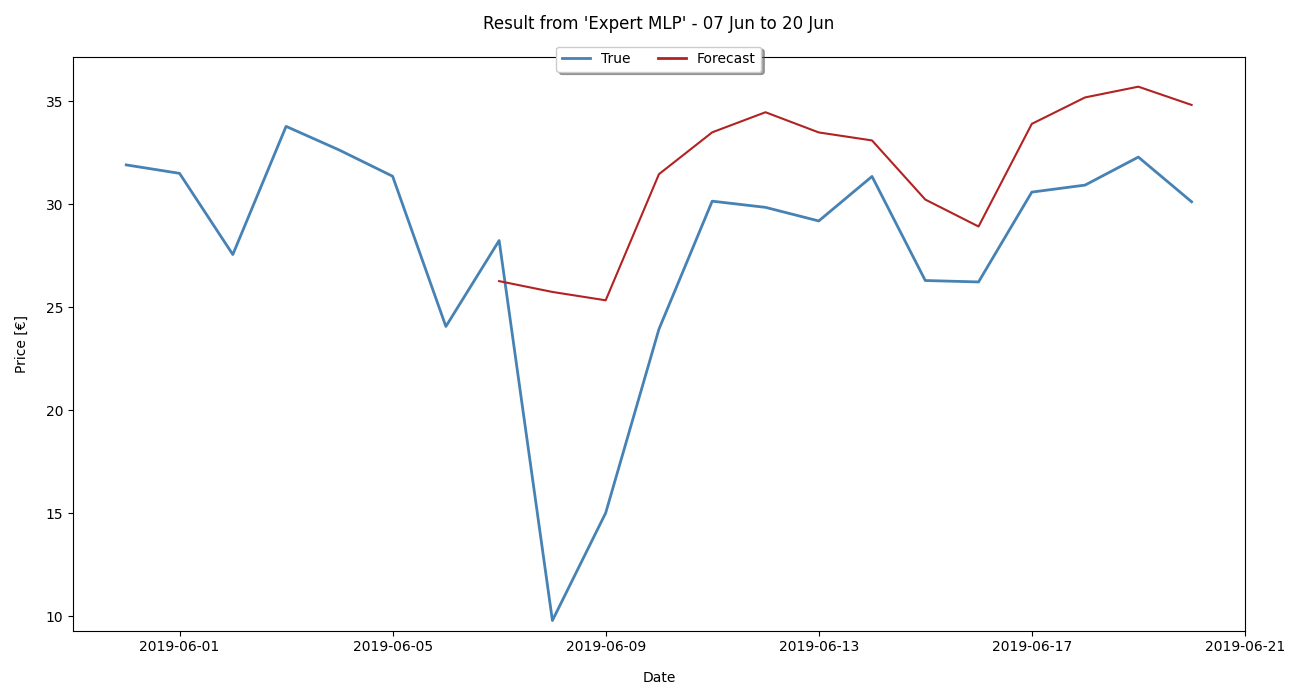 Result from 'Expert MLP' - 07 Jun to 20 Jun
True Forecast
Price [€]
35
30
25
20
15
10
2019-06-01 2019-06-05 2019-06-09 2019-06-13 2019-06-17 2019-06-21
Date